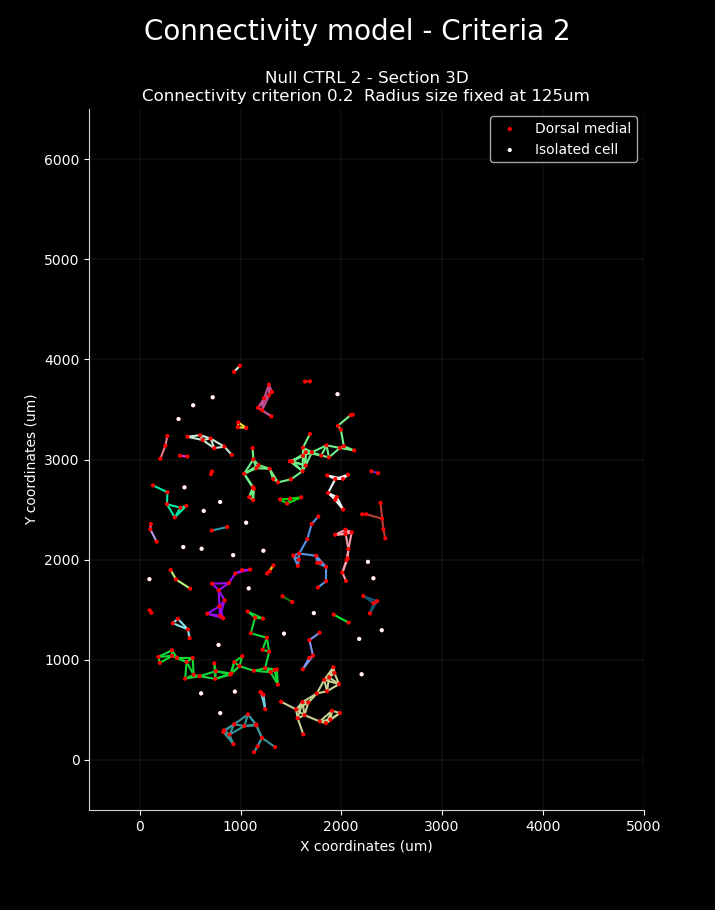 Connectivity model - Criteria 2
Null CTRL 2 - Section 3D
Connectivity criterion 0.2  Radius size fixed at 125um
Dorsal medial
Isolated cell
6000
5000
4000
3000
2000
1000
0
Y coordinates (um)
0 1000 2000 3000 4000 5000
X coordinates (um)